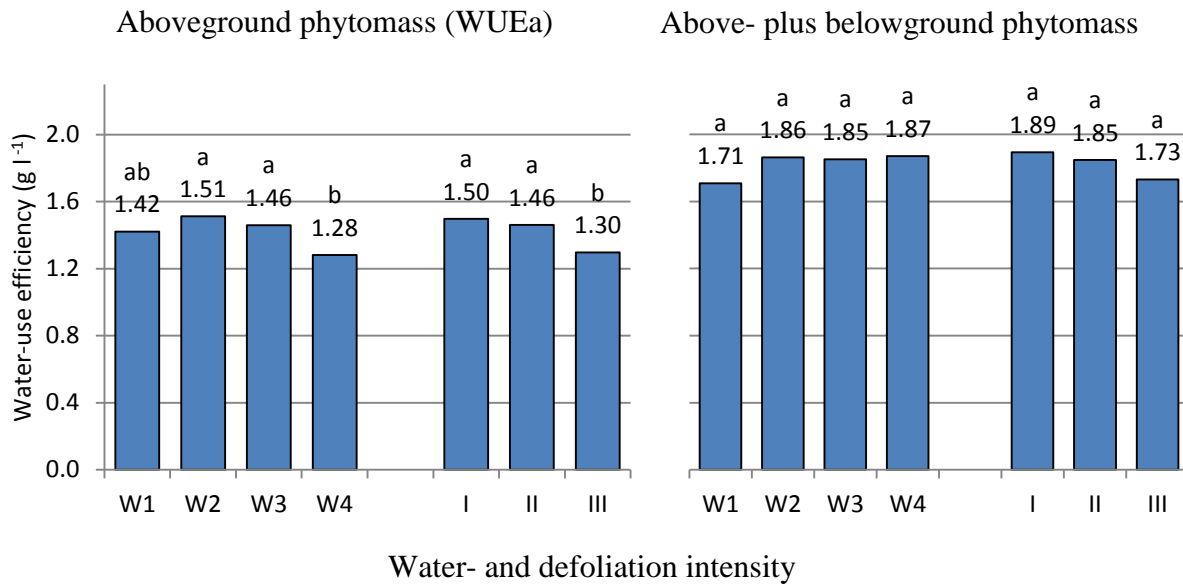 Aboveground phytomass (WUEa)
Above- plus belowground phytomass
Water-use efficiency (g l⁻¹)
2.0
1.6
1.2
0.8
0.4
0.0
ab
1.42
a
1.51
a
1.46
b
1.28
a
1.50
a
1.46
b
1.30
W1 W2 W3 W4 I II III
a
1.71
a
1.86
a
1.85
a
1.87
a
1.89
a
1.85
a
1.73
W1 W2 W3 W4 I II III
Water- and defoliation intensity